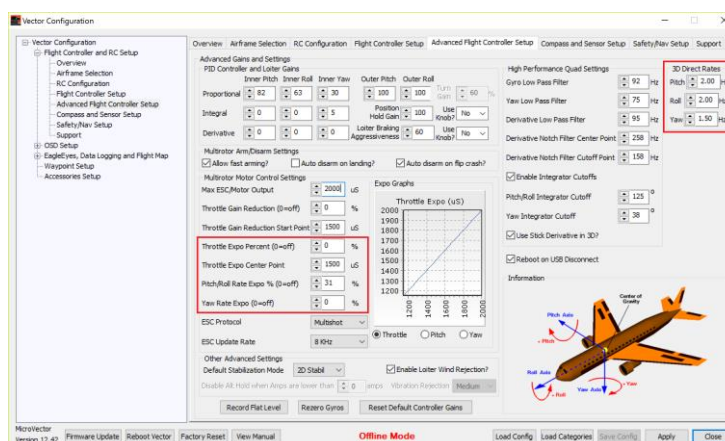 Vector Configuration
Vector Configuration
Flight Controller and RC Setup
Overview
Airframe Selection
RC Configuration
Flight Controller Setup
Advanced Flight Controller Setup
Compass and Sensor Setup
Safety/Nav Setup
Support
OSD Setup
EagleEyes, Data Logging and Flight Map
Waypoint Setup
Accessories Setup
Overview Airframe Selection RC Configuration Flight Controller Setup Advanced Flight Controller Setup Compass and Sensor Setup Safety/Nav Setup Support
Advanced Gains and Settings
PID Controller and Loiter Gains
Inner Pitch Inner Roll Inner Yaw Outer Pitch Outer Roll
Proportional 82 63 30 100 100 Turn Gain 60 %
Integral 0 0 5 Position Hold Gain 100 Use Knob? No
Derivative 0 0 0 Loiter Braking Aggressiveness 60 Use Knob? No
Multirotor Arm/Disarm Settings
Allow fast arming? Auto disarm on landing? Auto disarm on flip crash?
Multirotor Motor Control Settings
Max ESC/Motor Output 2000 uS
Throttle Gain Reduction (0=off) 0 %
Throttle Gain Reduction Start Point 1500 uS
Throttle Expo Percent (0=off) 0 %
Throttle Expo Center Point 1500 uS
Pitch/Roll Rate Expo % (0=off) 31 %
Yaw Rate Expo (0=off) 0 %
ESC Protocol Multishot
ESC Update Rate 8 KHz
Expo Graphs
Throttle Expo (uS)
2000
1900
1800
1700
1600
1500
1400
1300
1200
1200 1400 1600 1800 2000
Throttle Pitch Yaw
Other Advanced Settings
Default Stabilization Mode 2D Stabil Enable Loiter Wind Rejection?
Disable Alt Hold when Amps are lower than 0 amps Vibration Rejection Medium
Record Flat Level Rezero Gyros Reset Default Controller Gains
High Performance Quad Settings
Gyro Low Pass Filter 92 Hz
Yaw Low Pass Filter 75 Hz
Derivative Low Pass Filter 95 Hz
Derivative Notch Filter Center Point 258 Hz
Derivative Notch Filter Cutoff Point 158 Hz
Enable Integrator Cutoffs
Pitch/Roll Integrator Cutoff 125 °
Yaw Integrator Cutoff 38 °
Use Stick Derivative in 3D?
Reboot on USB Disconnect
3D Direct Rates
Pitch 2.00 H
Roll 2.00 H
Yaw 1.50 H
Information
Center of Gravity
Pitch Axis
+ Pitch
Roll Axis
+ Roll
Yaw Axis
+ Yaw
MicroVector
Version 12.42 Firmware Update Reboot Vector Factory Reset View Manual Offline Mode Load Config Load Categories Save Config Apply Close